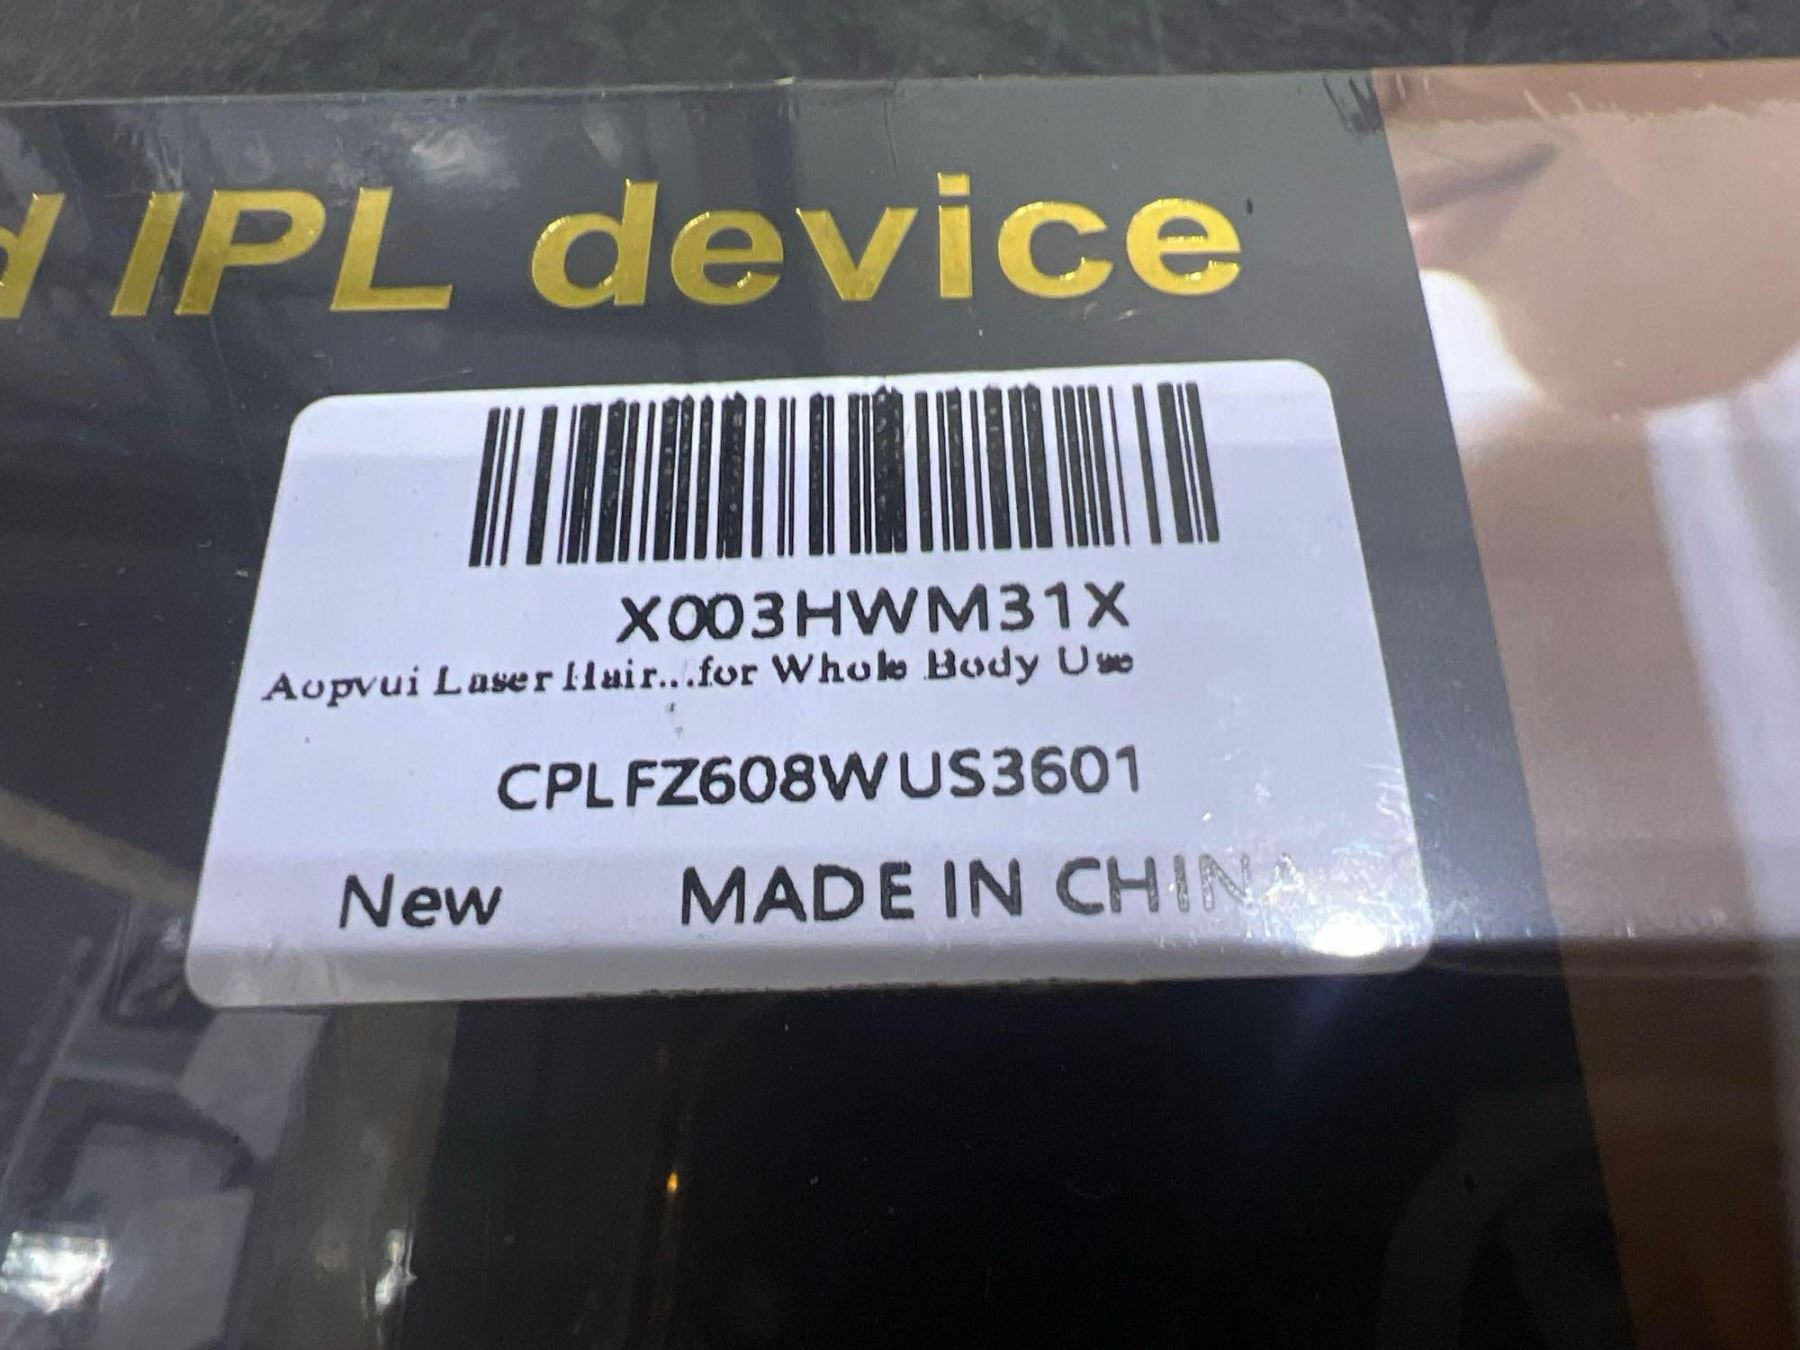 IPL device
X003HWM31X
Aopvui Laser Hair...for Whole Body Use
CPLFZ608WUS3601
New MADE IN CHINA